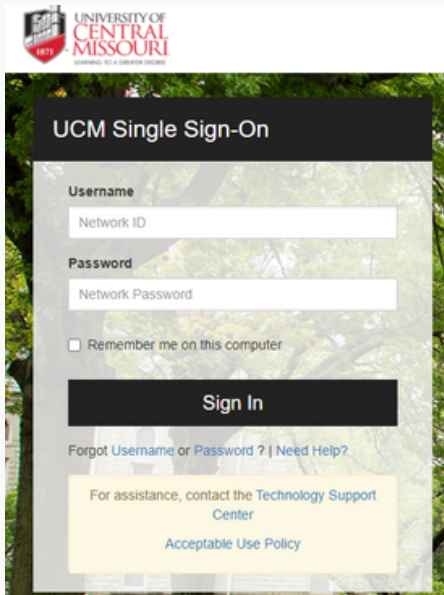 UNIVERSITY OF
CENTRAL
MISSOURI
LEARNING TO A GREATER DEGREE
1871
UCM Single Sign-On
Username
Network ID
Password
Network Password
Remember me on this computer
Sign In
Forgot Username or Password ? | Need Help?
For assistance, contact the Technology Support
Center
Acceptable Use Policy